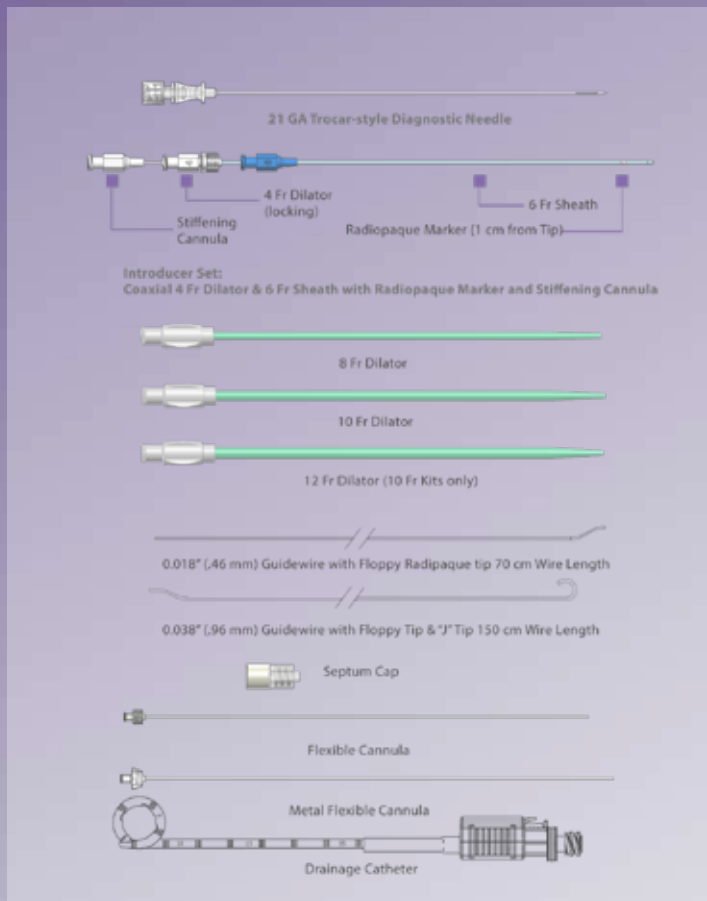 21 GA Trocar-style Diagnostic Needle
4 Fr Dilator
(locking)
6 Fr Sheath
Stiffening
Cannula
Radiopaque Marker (1 cm from Tip)
Introducer Set:
Coaxial 4 Fr Dilator & 6 Fr Sheath with Radiopaque Marker and Stiffening Cannula
8 Fr Dilator
10 Fr Dilator
12 Fr Dilator (10 Fr Kits only)
0.018" (.46 mm) Guidewire with Floppy Radipaque tip 70 cm Wire Length
0.038" (.96 mm) Guidewire with Floppy Tip & "J" Tip 150 cm Wire Length
Septum Cap
Flexible Cannula
Metal Flexible Cannula
Drainage Catheter